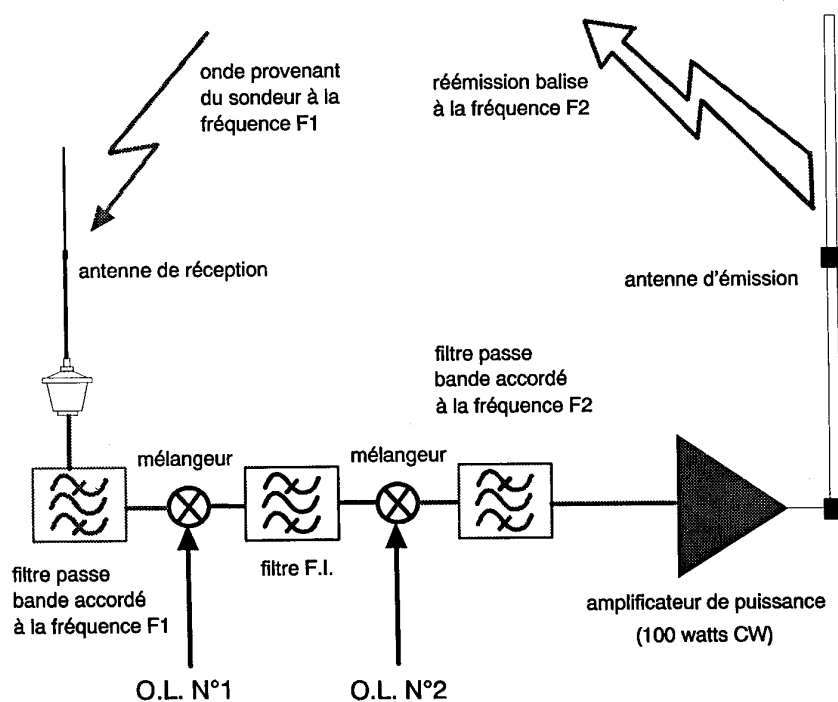 onde provenant
du sondeur à la
fréquence F1
réémission balise
à la fréquence F2
antenne de réception
antenne d'émission
filtre passe
bande accordé
à la fréquence F2
mélangeur
mélangeur
filtre passe
bande accordé
à la fréquence F1
filtre F.I.
amplificateur de puissance
(100 watts CW)
O.L. N°1
O.L. N°2